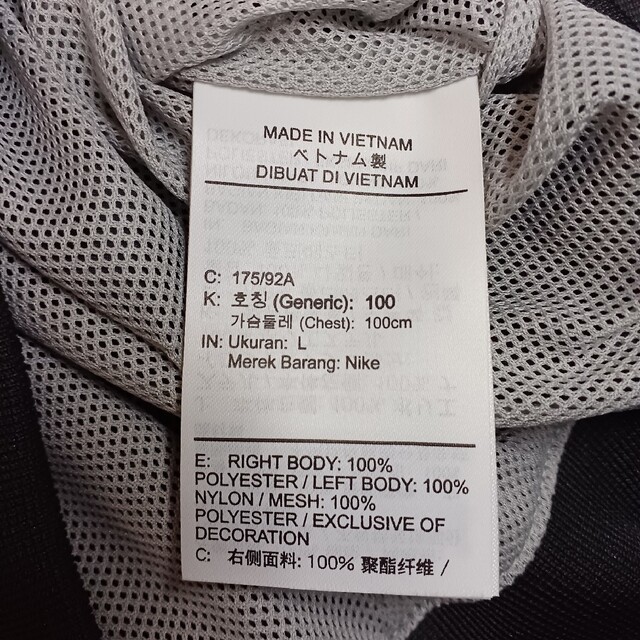 MADE IN VIETNAM
ベトナム製
DIBUAT DI VIETNAM
C: 175/92A
K: 호칭 (Generic): 100
가슴둘레 (Chest): 100cm
IN: Ukuran: L
Merek Barang: Nike
E: RIGHT BODY: 100%
POLYESTER / LEFT BODY: 100%
NYLON / MESH: 100%
POLYESTER / EXCLUSIVE OF
DECORATION
C: 右侧面料: 100% 聚酯纤维 /